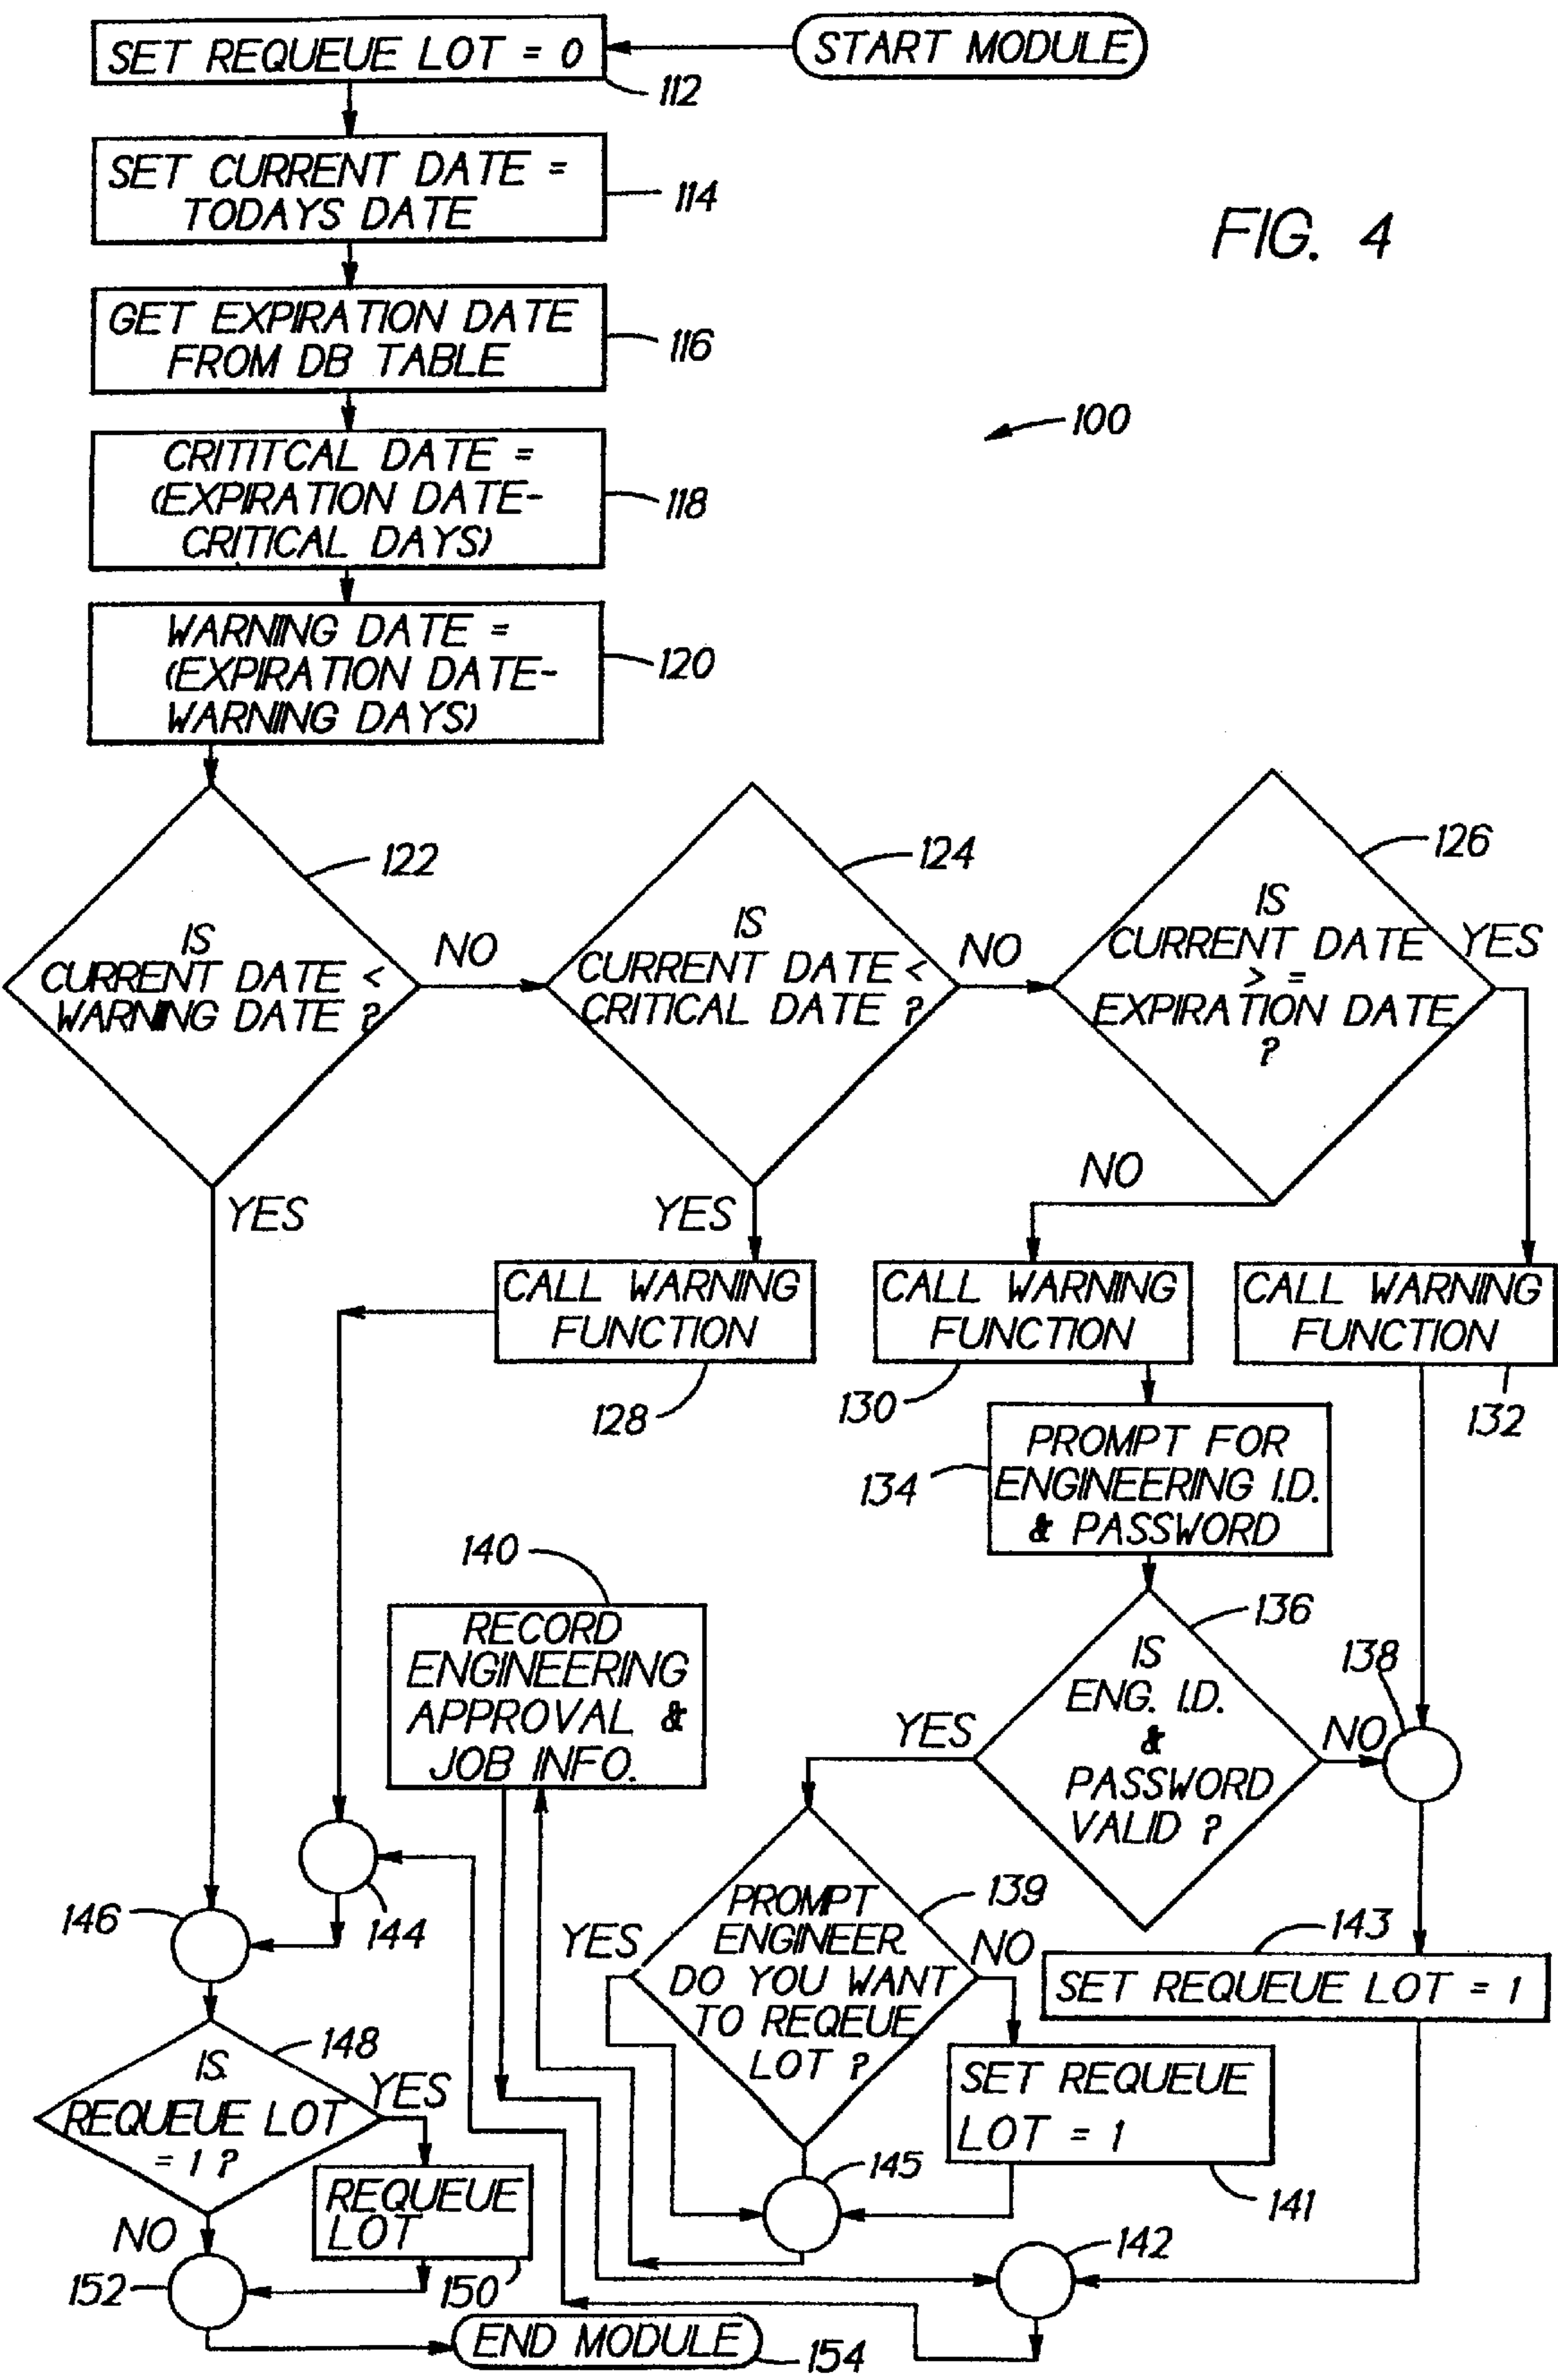 SET REQUEUE LOT = 0
START MODULE
112
SET CURRENT DATE =
TODAYS DATE
114
FIG. 4
GET EXPIRATION DATE
FROM DB TABLE
116
100
CRITITCAL DATE =
(EXPIRATION DATE-
CRITICAL DAYS)
118
WARNING DATE =
(EXPIRATION DATE-
WARNING DAYS)
120
122
IS
CURRENT DATE <
WARNING DATE ?
NO
YES
124
IS
CURRENT DATE <
CRITICAL DATE ?
NO
YES
126
IS
CURRENT DATE
> =
EXPIRATION DATE
?
YES
NO
CALL WARNING
FUNCTION
128
CALL WARNING
FUNCTION
130
CALL WARNING
FUNCTION
132
PROMPT FOR
ENGINEERING I.D.
& PASSWORD
134
140
RECORD
ENGINEERING
APPROVAL &
JOB INFO.
136
IS
ENG. I.D.
&
PASSWORD
VALID ?
YES
NO
138
139
PROMPT
ENGINEER.
DO YOU WANT
TO REQEUE
LOT ?
YES
NO
143
SET REQUEUE LOT = 1
144
146
148
IS
REQUEUE LOT
= 1 ?
YES
NO
SET REQUEUE
LOT = 1
141
145
142
REQUEUE
LOT
150
152
END MODULE
154